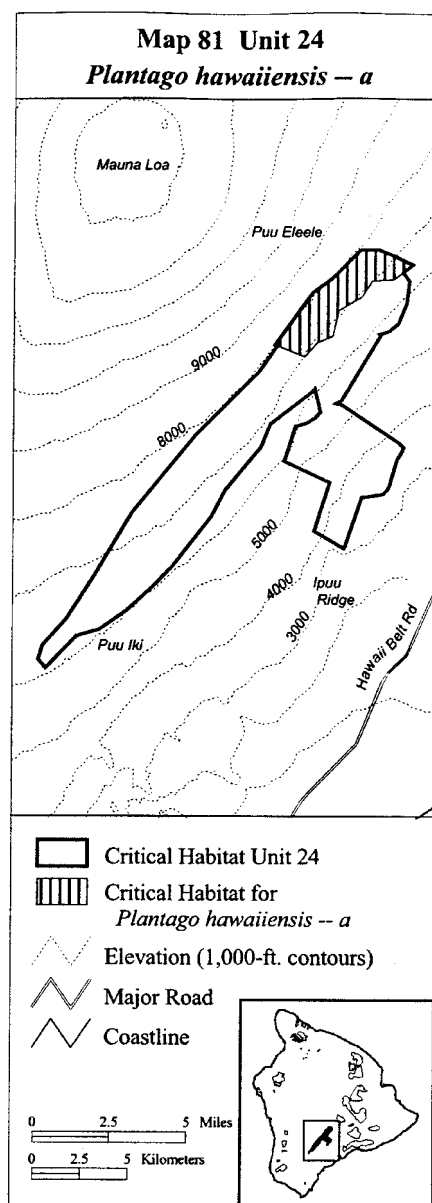 Map 81 Unit 24
Plantago hawaiiensis -- a
Mauna Loa
Puu Eleele
9000
8000
5000
4000
3000
Ipuu
Ridge
Puu Iki
Hawaii Belt Rd
Critical Habitat Unit 24
Critical Habitat for
Plantago hawaiiensis -- a
Elevation (1,000-ft. contours)
Major Road
Coastline
0 2.5 5 Miles
0 2.5 5 Kilometers